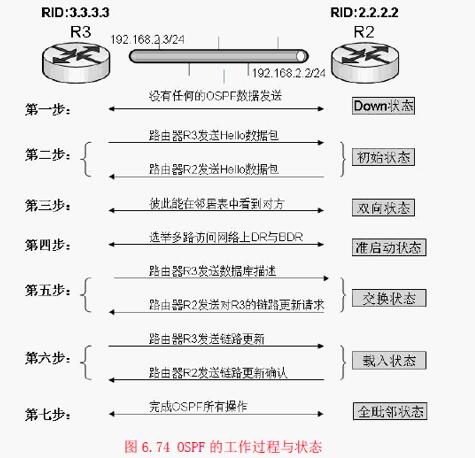 RID:3.3.3.3
RID:2.2.2.2
R3
R2
192.168.2.3/24
192.168.2.2/24
第一步：
没有任何的OSPF数据发送
Down状态
第二步：
路由器R3发送Hello数据包
路由器R2发送Hello数据包
初始状态
第三步：
彼此能在邻居表中看到对方
双向状态
第四步：
选举多路访问网络上DR与BDR
准启动状态
第五步：
路由器R3发送数据库描述
路由器R2发送对R3的链路更新请求
交换状态
第六步：
路由器R3发送链路更新
路由器R2发送链路更新确认
载入状态
第七步：
完成OSPF所有操作
全毗邻状态
图 6.74 OSPF 的工作过程与状态